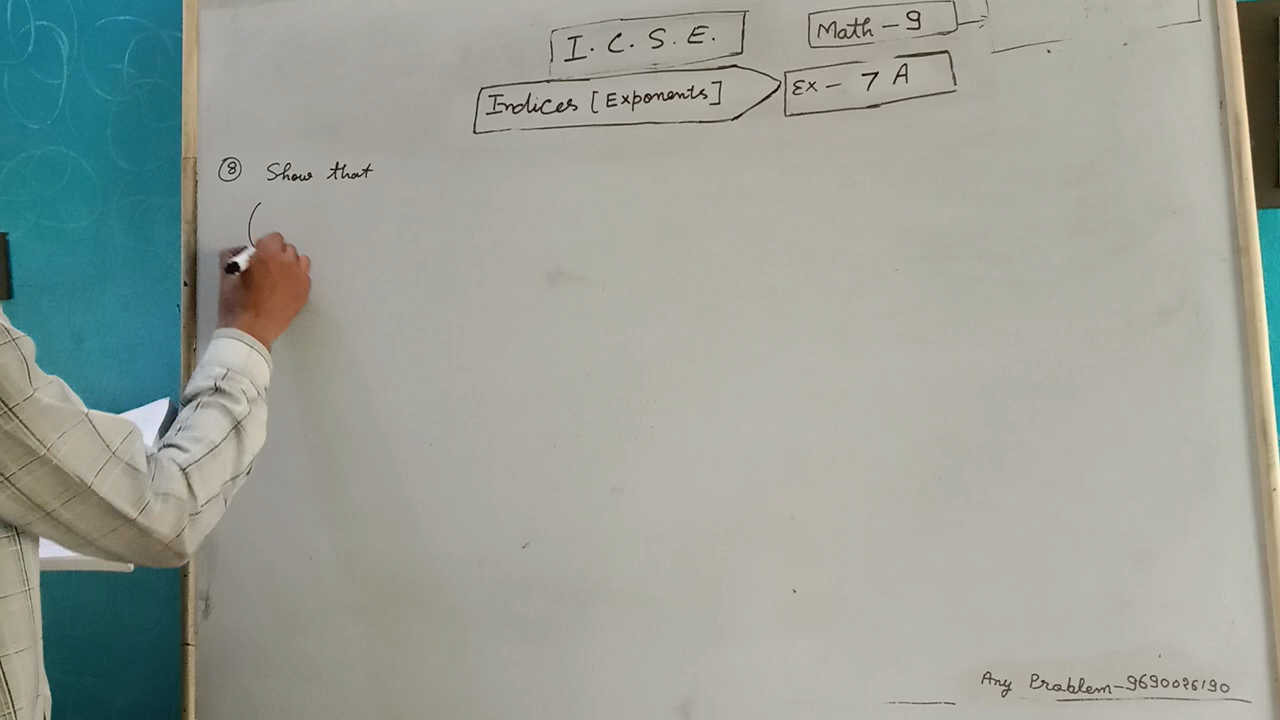 I. C. S. E.
Math - 9
Indices [Exponents]
Ex - 7 A
⑧ Show that
(
Any Problem-9690026190